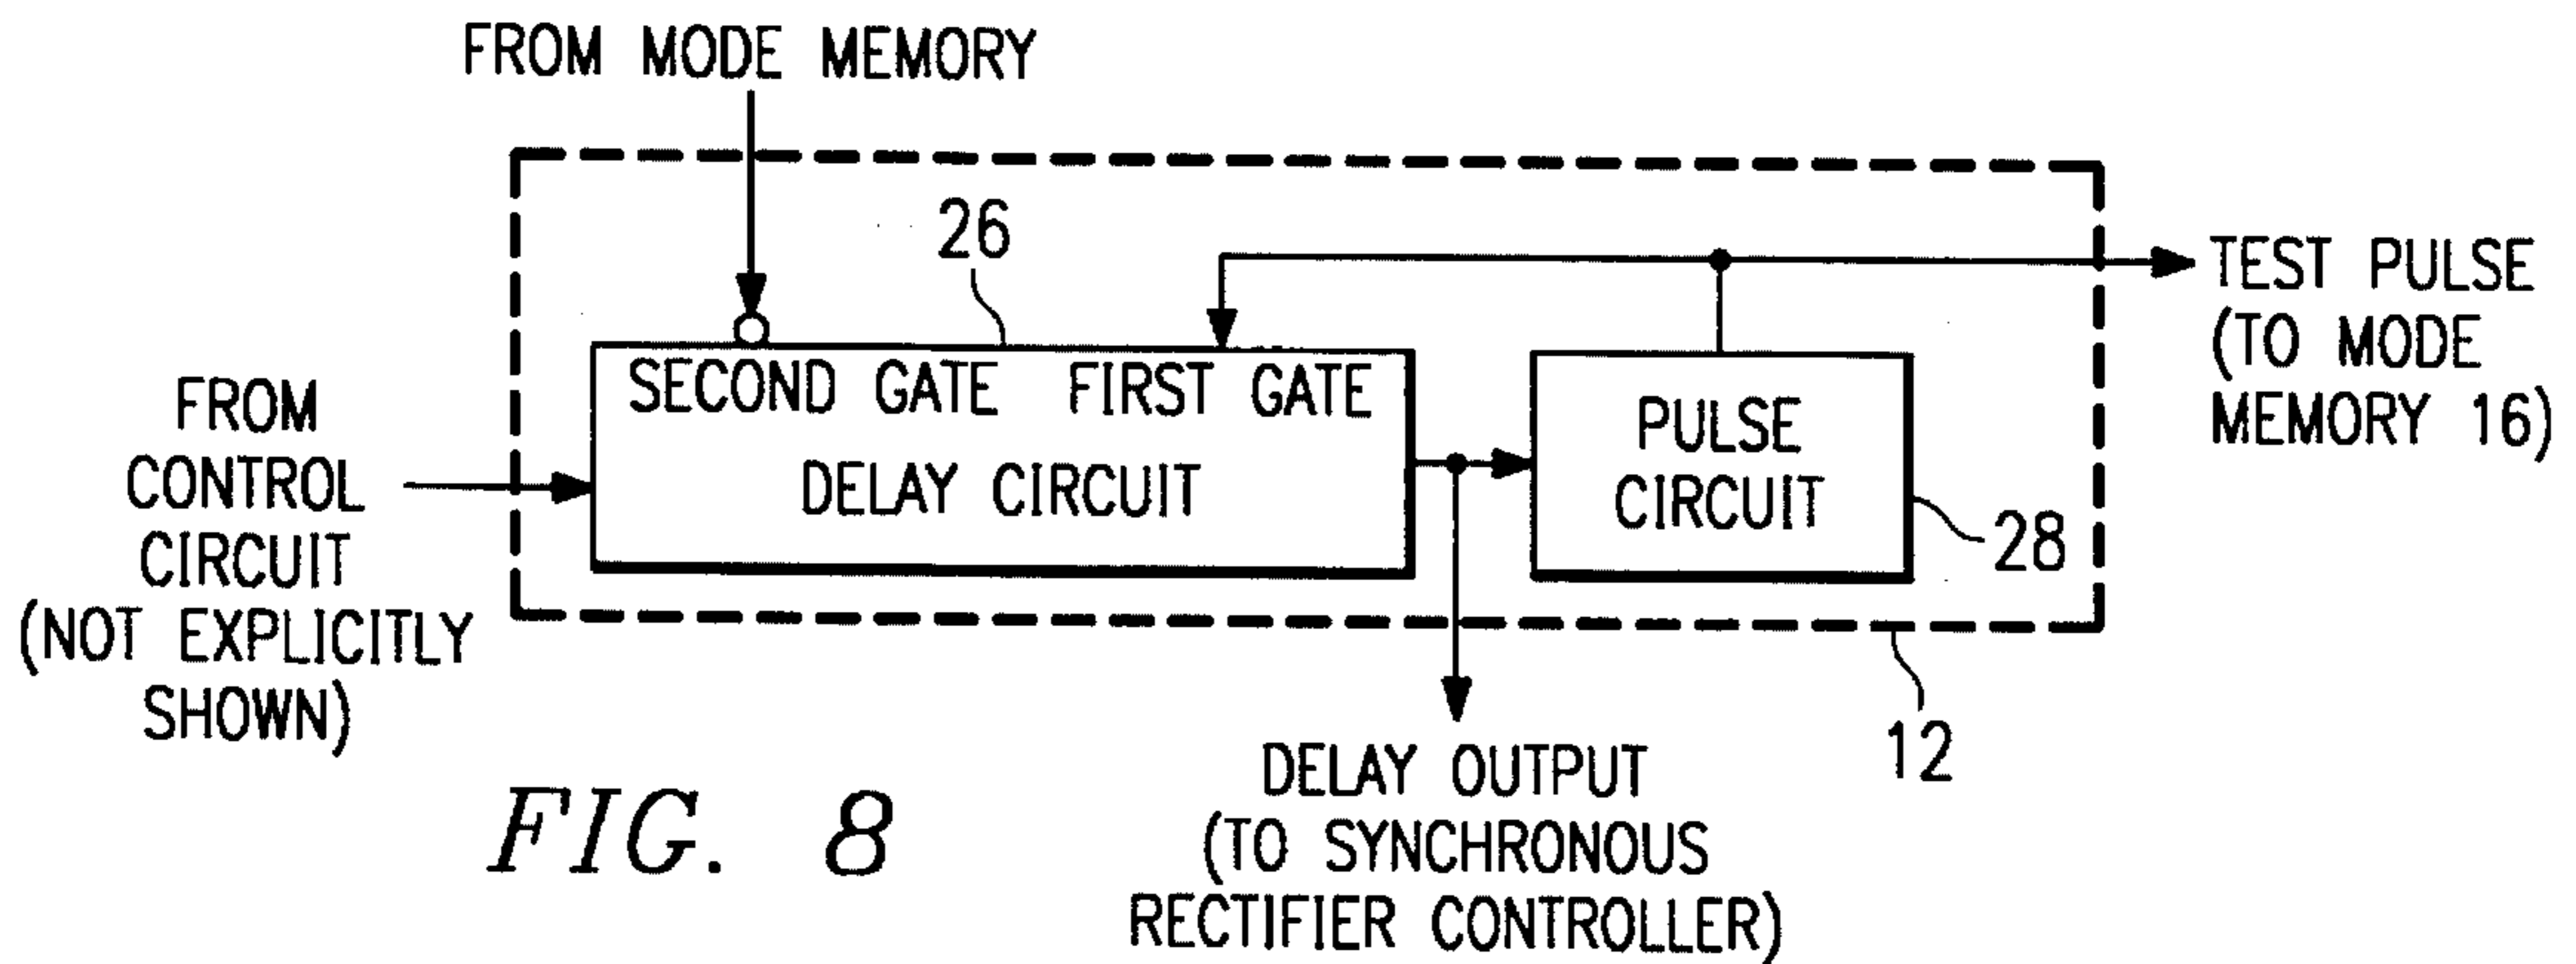 FROM MODE MEMORY
26
TEST PULSE
(TO MODE
MEMORY 16)
SECOND GATE FIRST GATE
DELAY CIRCUIT
PULSE
CIRCUIT
28
FROM
CONTROL
CIRCUIT
(NOT EXPLICITLY
SHOWN)
12
DELAY OUTPUT
(TO SYNCHRONOUS
RECTIFIER CONTROLLER)
FIG. 8